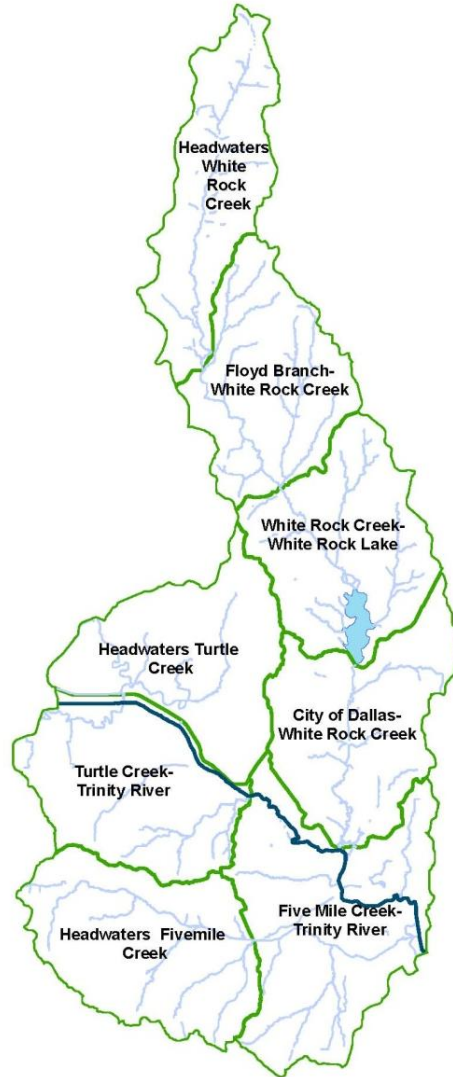 Headwaters
White
Rock
Creek
Floyd Branch-
White Rock Creek
White Rock Creek-
White Rock Lake
Headwaters Turtle
Creek
City of Dallas-
White Rock Creek
Turtle Creek-
Trinity River
Five Mile Creek-
Trinity River
Headwaters Fivemile
Creek